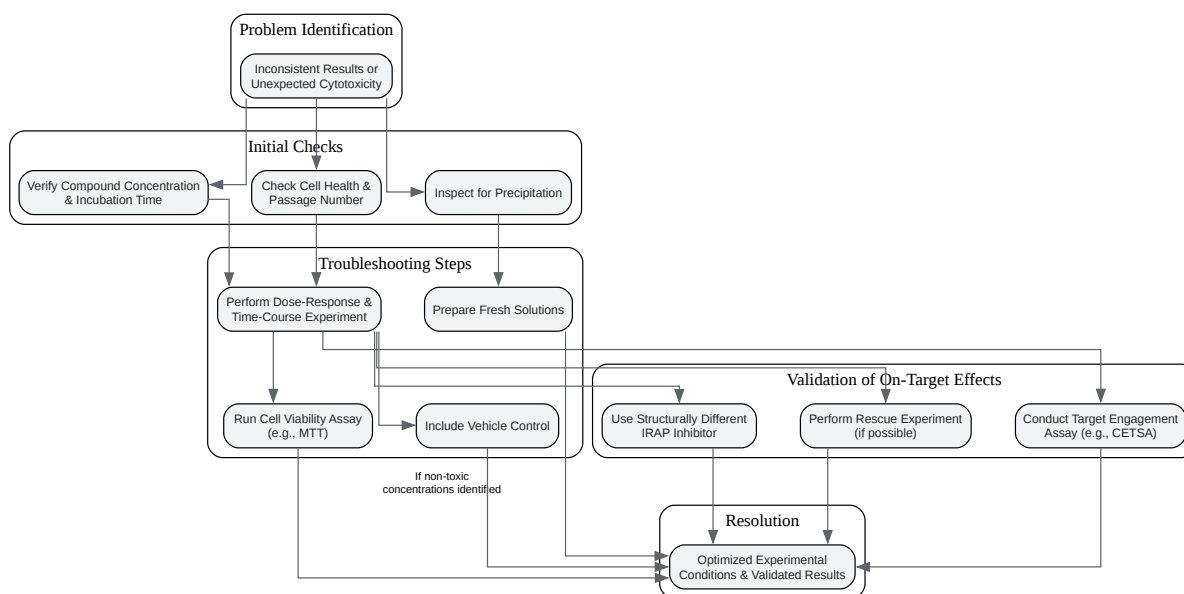 Problem Identification
Inconsistent Results or
Unexpected Cytotoxicity
Initial Checks
Verify Compound Concentration
& Incubation Time
Check Cell Health &
Passage Number
Inspect for Precipitation
Troubleshooting Steps
Perform Dose-Response &
Time-Course Experiment
Prepare Fresh Solutions
Validation of On-Target Effects
Run Cell Viability Assay
(e.g., MTT)
Include Vehicle Control
Use Structurally Different
IRAP Inhibitor
Perform Rescue Experiment
(if possible)
Conduct Target Engagement
Assay (e.g., CETSA)
If non-toxic
concentrations identified
Resolution
Optimized Experimental
Conditions & Validated Results